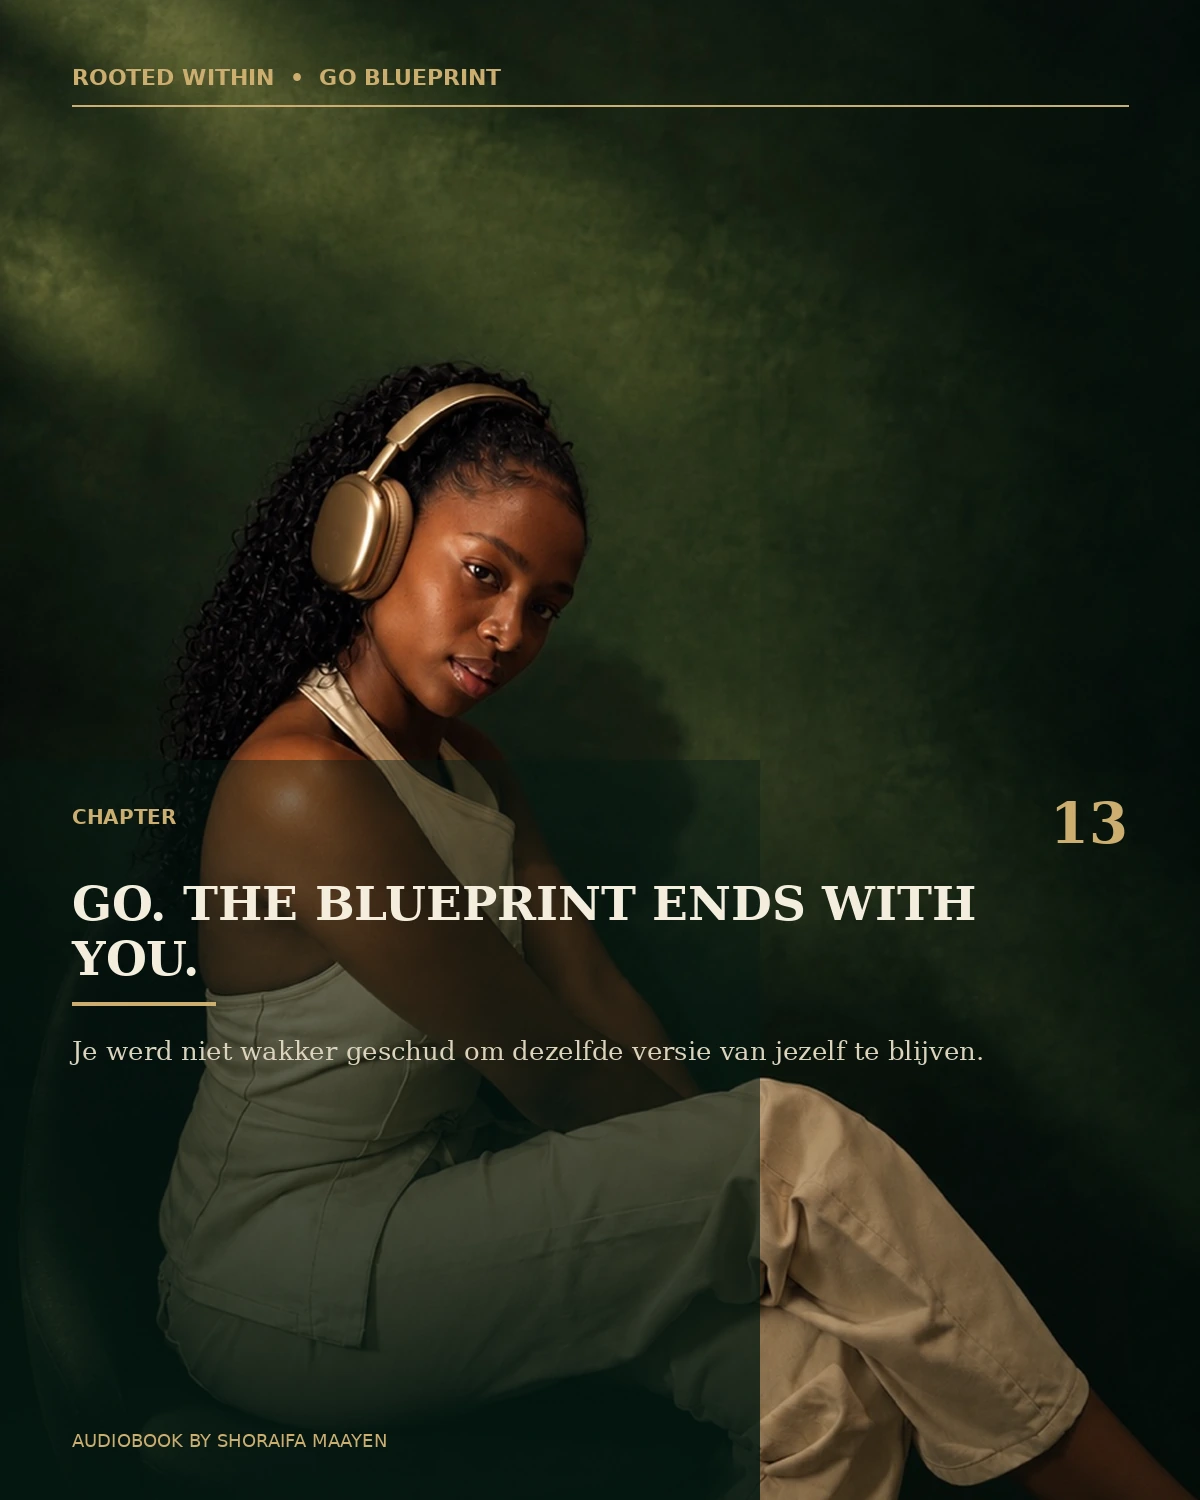 ROOTED WITHIN • GO BLUEPRINT
CHAPTER
13
GO. THE BLUEPRINT ENDS WITH
YOU.
Je werd niet wakker geschud om dezelfde versie van jezelf te blijven.
AUDIOBOOK BY SHORAIFA MAAYEN